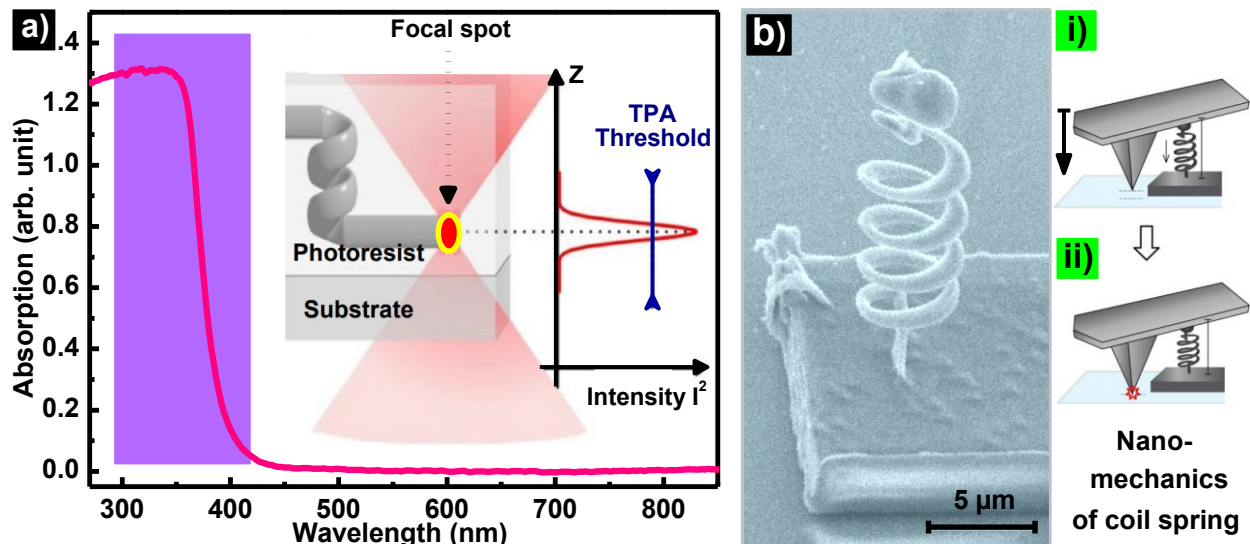 a)
Absorption (arb. unit)
.4
1.2
1.0
0.8
0.6
0.4
0.2
0.0
300 400 500 600 700 800
Wavelength (nm)
Focal spot
Z
TPA
Threshold
Photoresist
Substrate
Intensity I²
b)
5 µm
i)
ii)
Nano-
mechanics
of coil spring